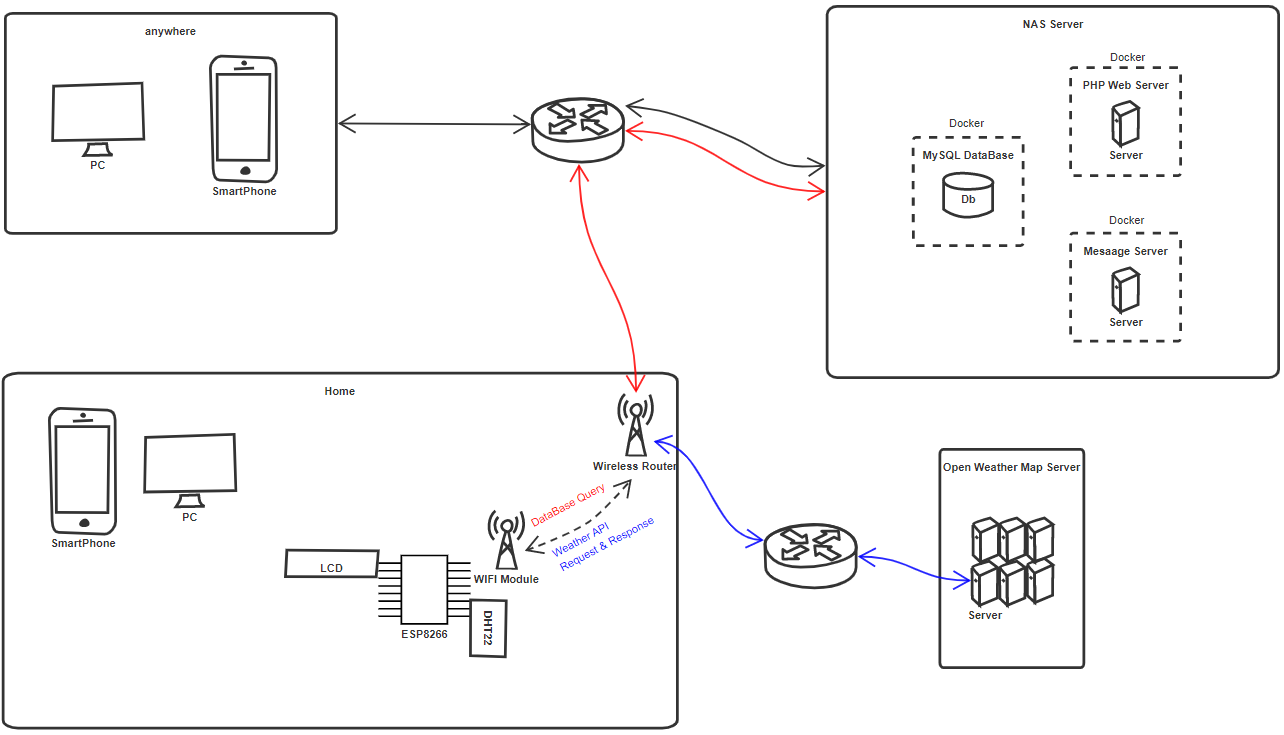 anywhere
PC
SmartPhone
NAS Server
Docker
PHP Web Server
Server
Docker
MySQL DataBase
Db
Docker
Mesaage Server
Server
Home
SmartPhone
PC
Wireless Router
DataBase Query
Weather API
Request & Response
WIFI Module
LCD
ESP8266
DHT22
Open Weather Map Server
Server